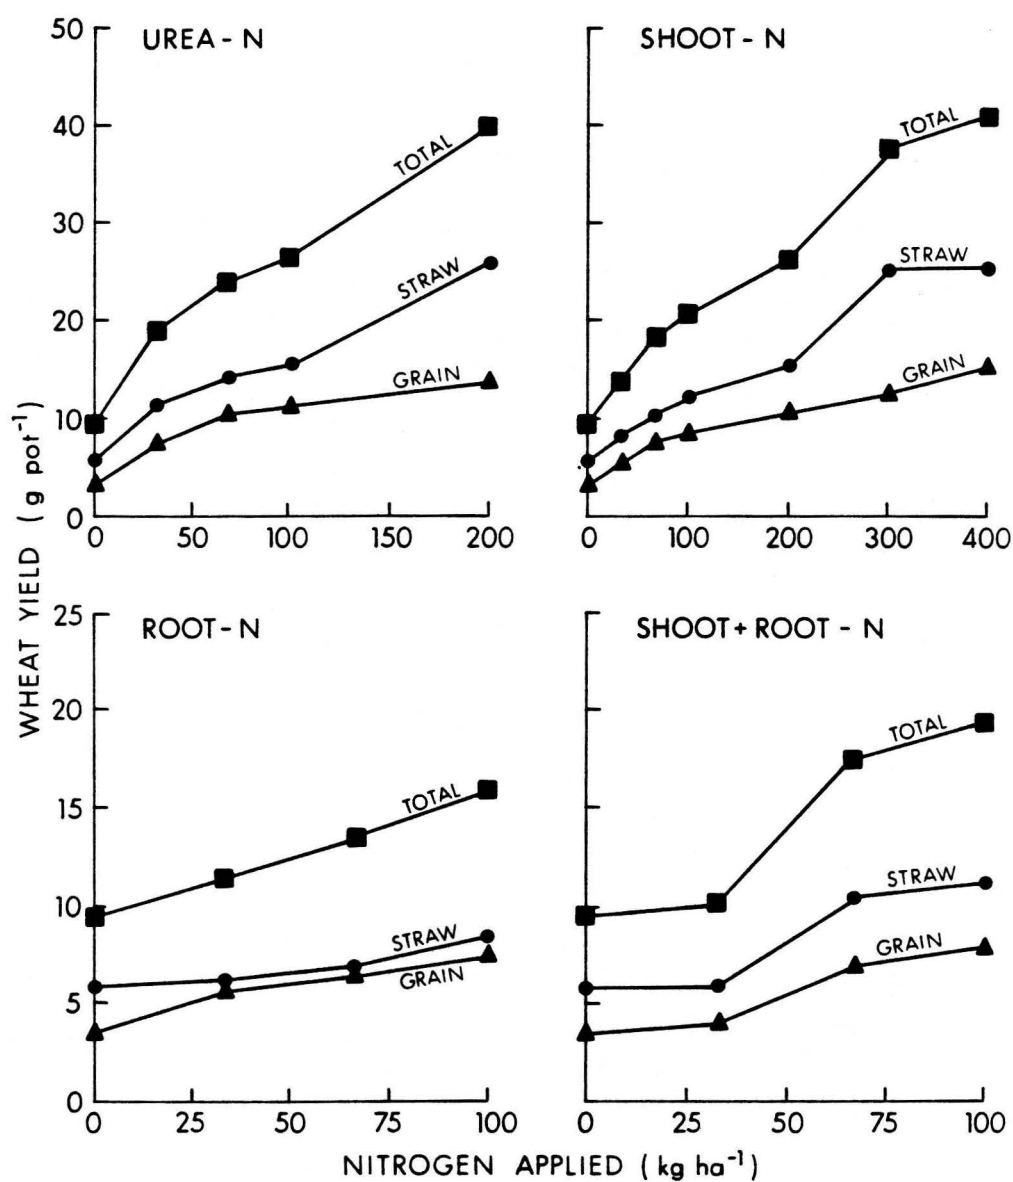 UREA - N
50
40
30
20
10
0
0 50 100 150 200
TOTAL
STRAW
GRAIN
SHOOT - N
0 100 200 300 400
TOTAL
STRAW
GRAIN
WHEAT YIELD (g pot⁻¹)
ROOT - N
25
20
15
10
5
0
0 25 50 75 100
TOTAL
STRAW
GRAIN
SHOOT + ROOT - N
0 25 50 75 100
TOTAL
STRAW
GRAIN
NITROGEN APPLIED (kg ha⁻¹)